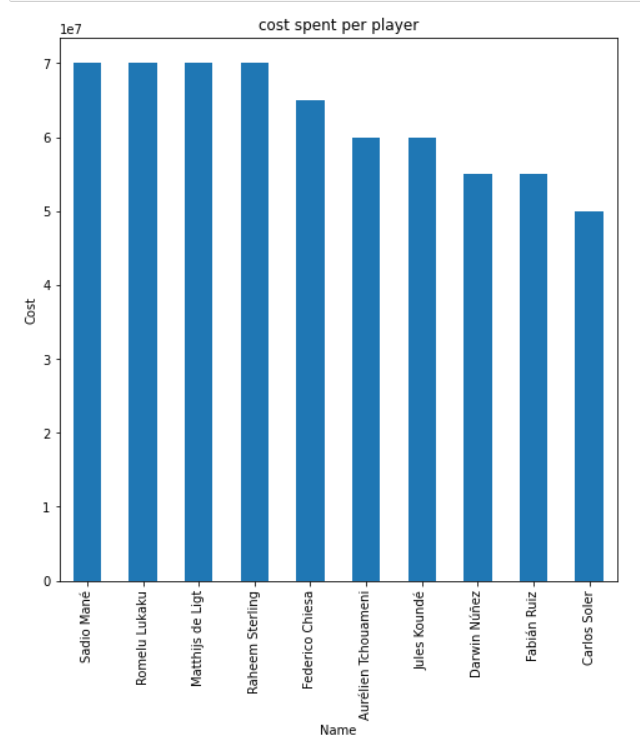 cost spent per player
1e7
7
6
5
4
3
2
1
0
Cost
Sadio Mané
Romelu Lukaku
Matthijs de Ligt
Raheem Sterling
Federico Chiesa
Aurélien Tchouameni
Jules Koundé
Darwin Núñez
Fabián Ruiz
Carlos Soler
Name